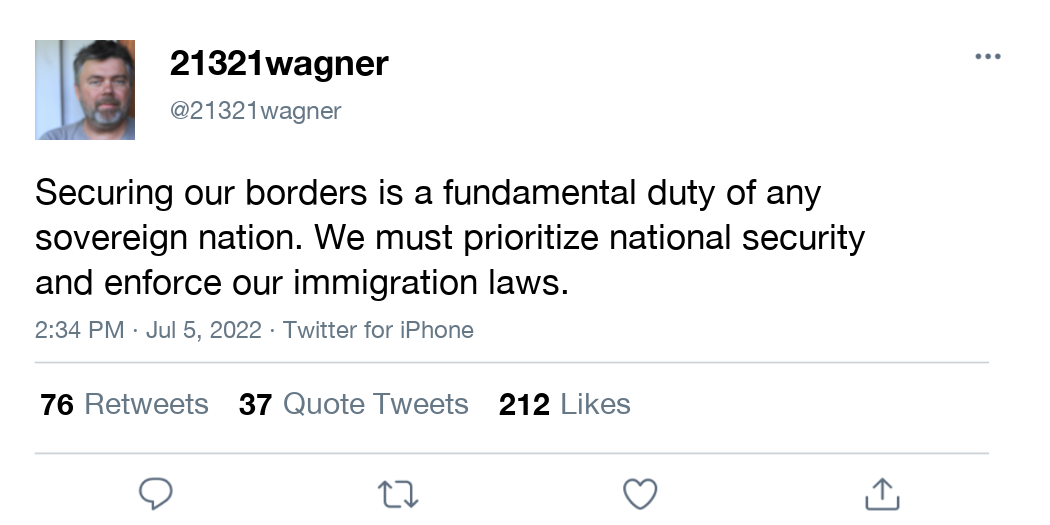 21321wagner
@21321wagner
Securing our borders is a fundamental duty of any
sovereign nation. We must prioritize national security
and enforce our immigration laws.
2:34 PM · Jul 5, 2022 · Twitter for iPhone
76 Retweets 37 Quote Tweets 212 Likes